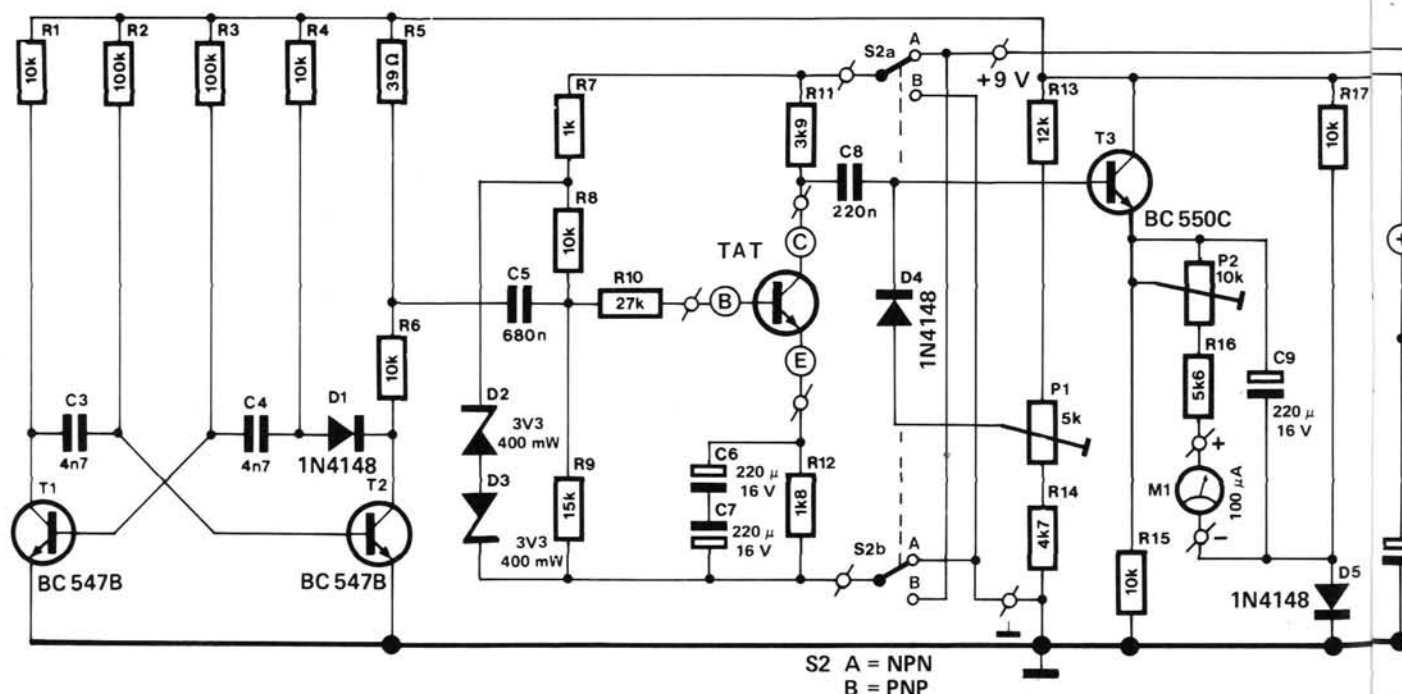 R1
10k
R2
100k
R3
100k
R4
10k
R5
39Ω
R6
10k
C3
4n7
C4
4n7
D1
1N4148
T1
BC 547B
T2
BC 547B
C5
680n
R7
1k
R8
10k
R9
15k
R10
27k
D2
3V3
400 mW
D3
3V3
400 mW
TAT
B
C
E
C6
220 µ
16 V
C7
220 µ
16 V
R11
3k9
R12
1k8
C8
220n
S2a
A
B
S2b
A
B
+9 V
D4
1N4148
R13
12k
P1
5k
R14
4k7
T3
BC 550C
R15
10k
P2
10k
R16
5k6
+
M1
100 µA
−
C9
220 µ
16 V
R17
10k
D5
1N4148
+
S2 A = NPN
B = PNP